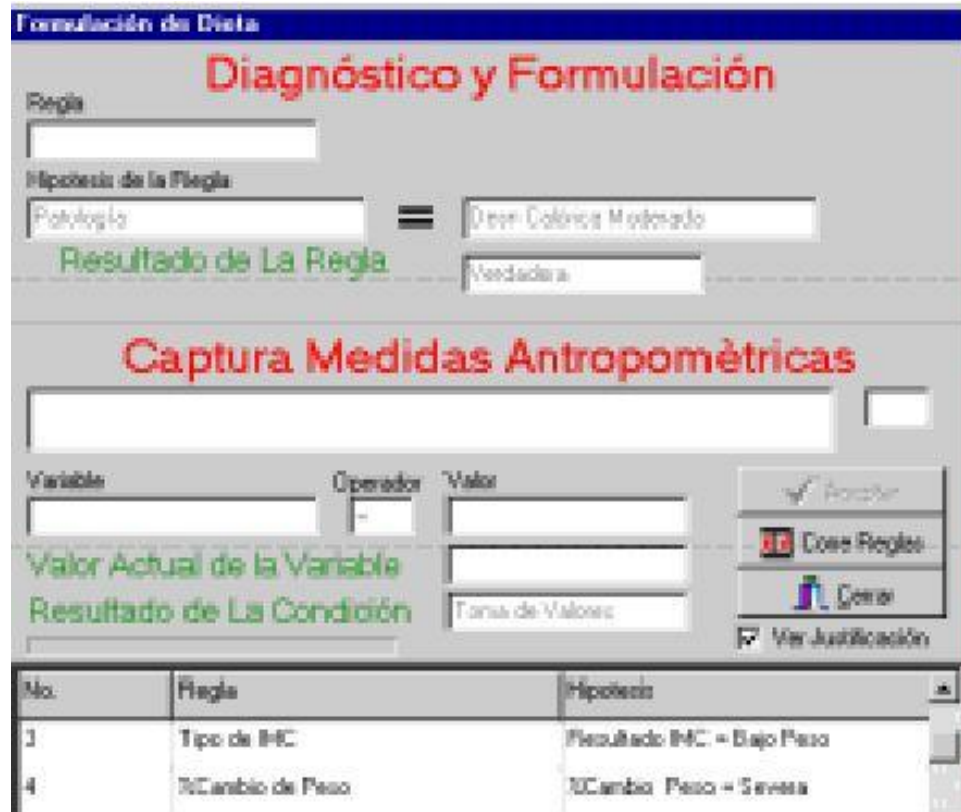 Formulación de Dieta
Diagnóstico y Formulación
Regla
Hipotesis de la Regla
Patología = Desn Calórica Moderado
Resultado de La Regla
Verdadera
Captura Medidas Antropomètricas
Variable Operador Valor
Aceptar
Corre Reglas
Valor Actual de la Variable
Cerrar
Resultado de La Condición Toma de Valores
Ver Justificación
No. Regla Hipotesis
3 Tipo de IMC Resultado IMC = Bajo Peso
4 %Cambio de Peso %Cambio Peso = Severa